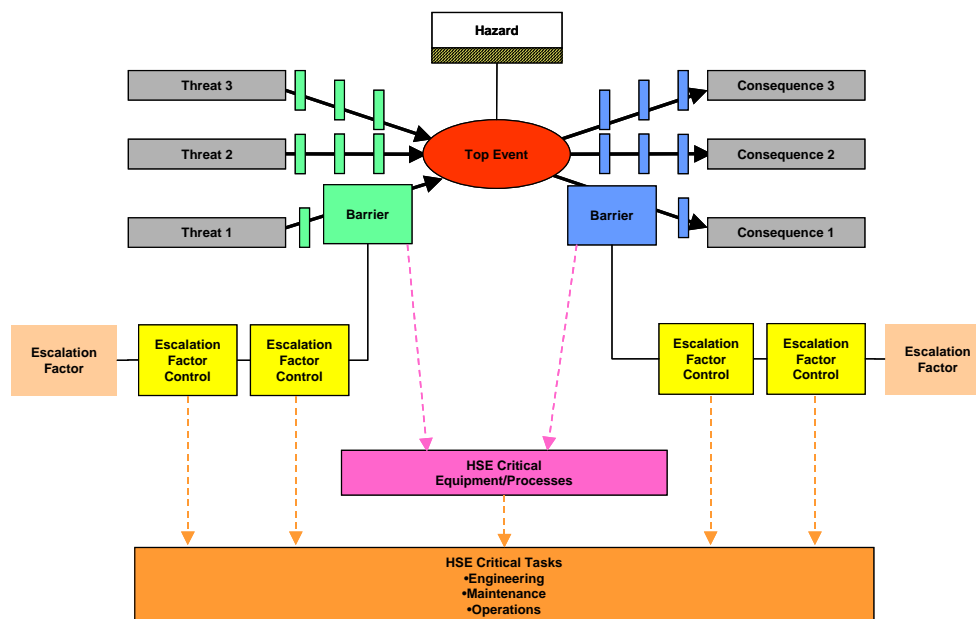 Hazard
Threat 3
Consequence 3
Threat 2
Top Event
Consequence 2
Threat 1
Barrier
Barrier
Consequence 1
Escalation
Factor
Escalation
Factor
Control
Escalation
Factor
Control
Escalation
Factor
Control
Escalation
Factor
Control
Escalation
Factor
HSE Critical
Equipment/Processes
HSE Critical Tasks
•Engineering
•Maintenance
•Operations